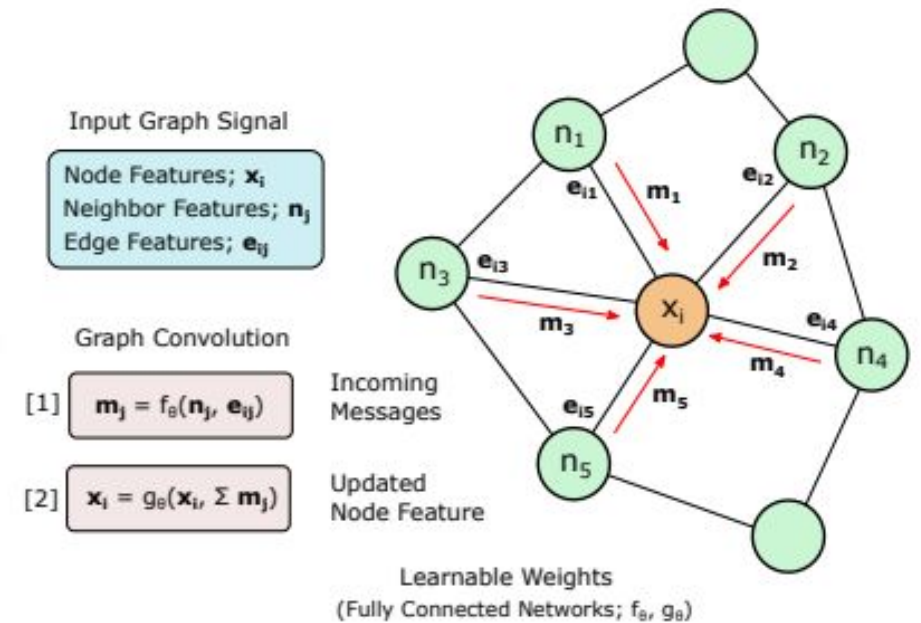 Input Graph Signal
Node Features; xᵢ
Neighbor Features; nⱼ
Edge Features; eᵢⱼ
Graph Convolution
[1] mⱼ = fθ(nⱼ, eᵢⱼ)
Incoming
Messages
[2] xᵢ = gθ(xᵢ, Σ mⱼ)
Updated
Node Feature
n₁
n₂
eᵢ₁
m₁
eᵢ₂
m₂
n₃
eᵢ₃
m₃
xᵢ
eᵢ₄
m₄
n₄
eᵢ₅
m₅
n₅
Learnable Weights
(Fully Connected Networks; fθ, gθ)